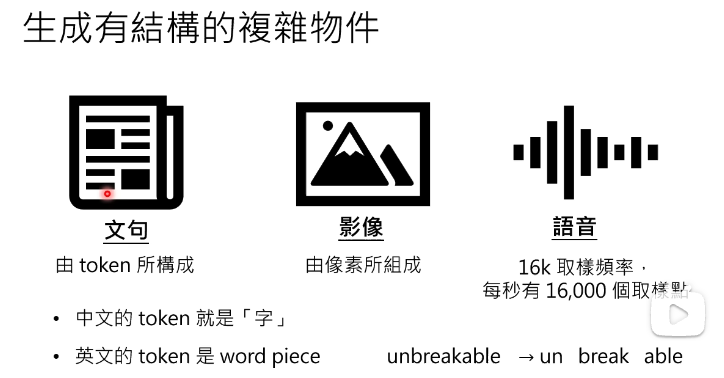 生成有結構的複雜物件
文句
影像
語音
由 token 所構成
由像素所組成
16k 取樣頻率，
每秒有 16,000 個取樣點
• 中文的 token 就是「字」
• 英文的 token 是 word piece
unbreakable → un break able